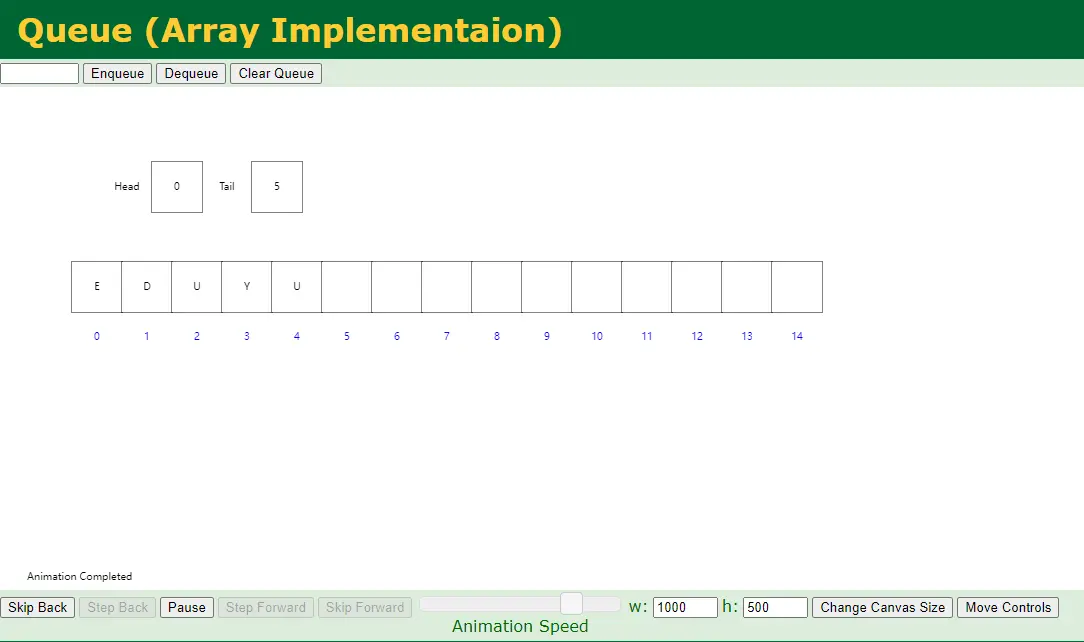 Queue (Array Implementaion)
Enqueue Dequeue Clear Queue
Head 0 Tail 5
E D U Y U
0 1 2 3 4 5 6 7 8 9 10 11 12 13 14
Animation Completed
Skip Back Step Back Pause Step Forward Skip Forward w: 1000 h: 500 Change Canvas Size Move Controls
Animation Speed